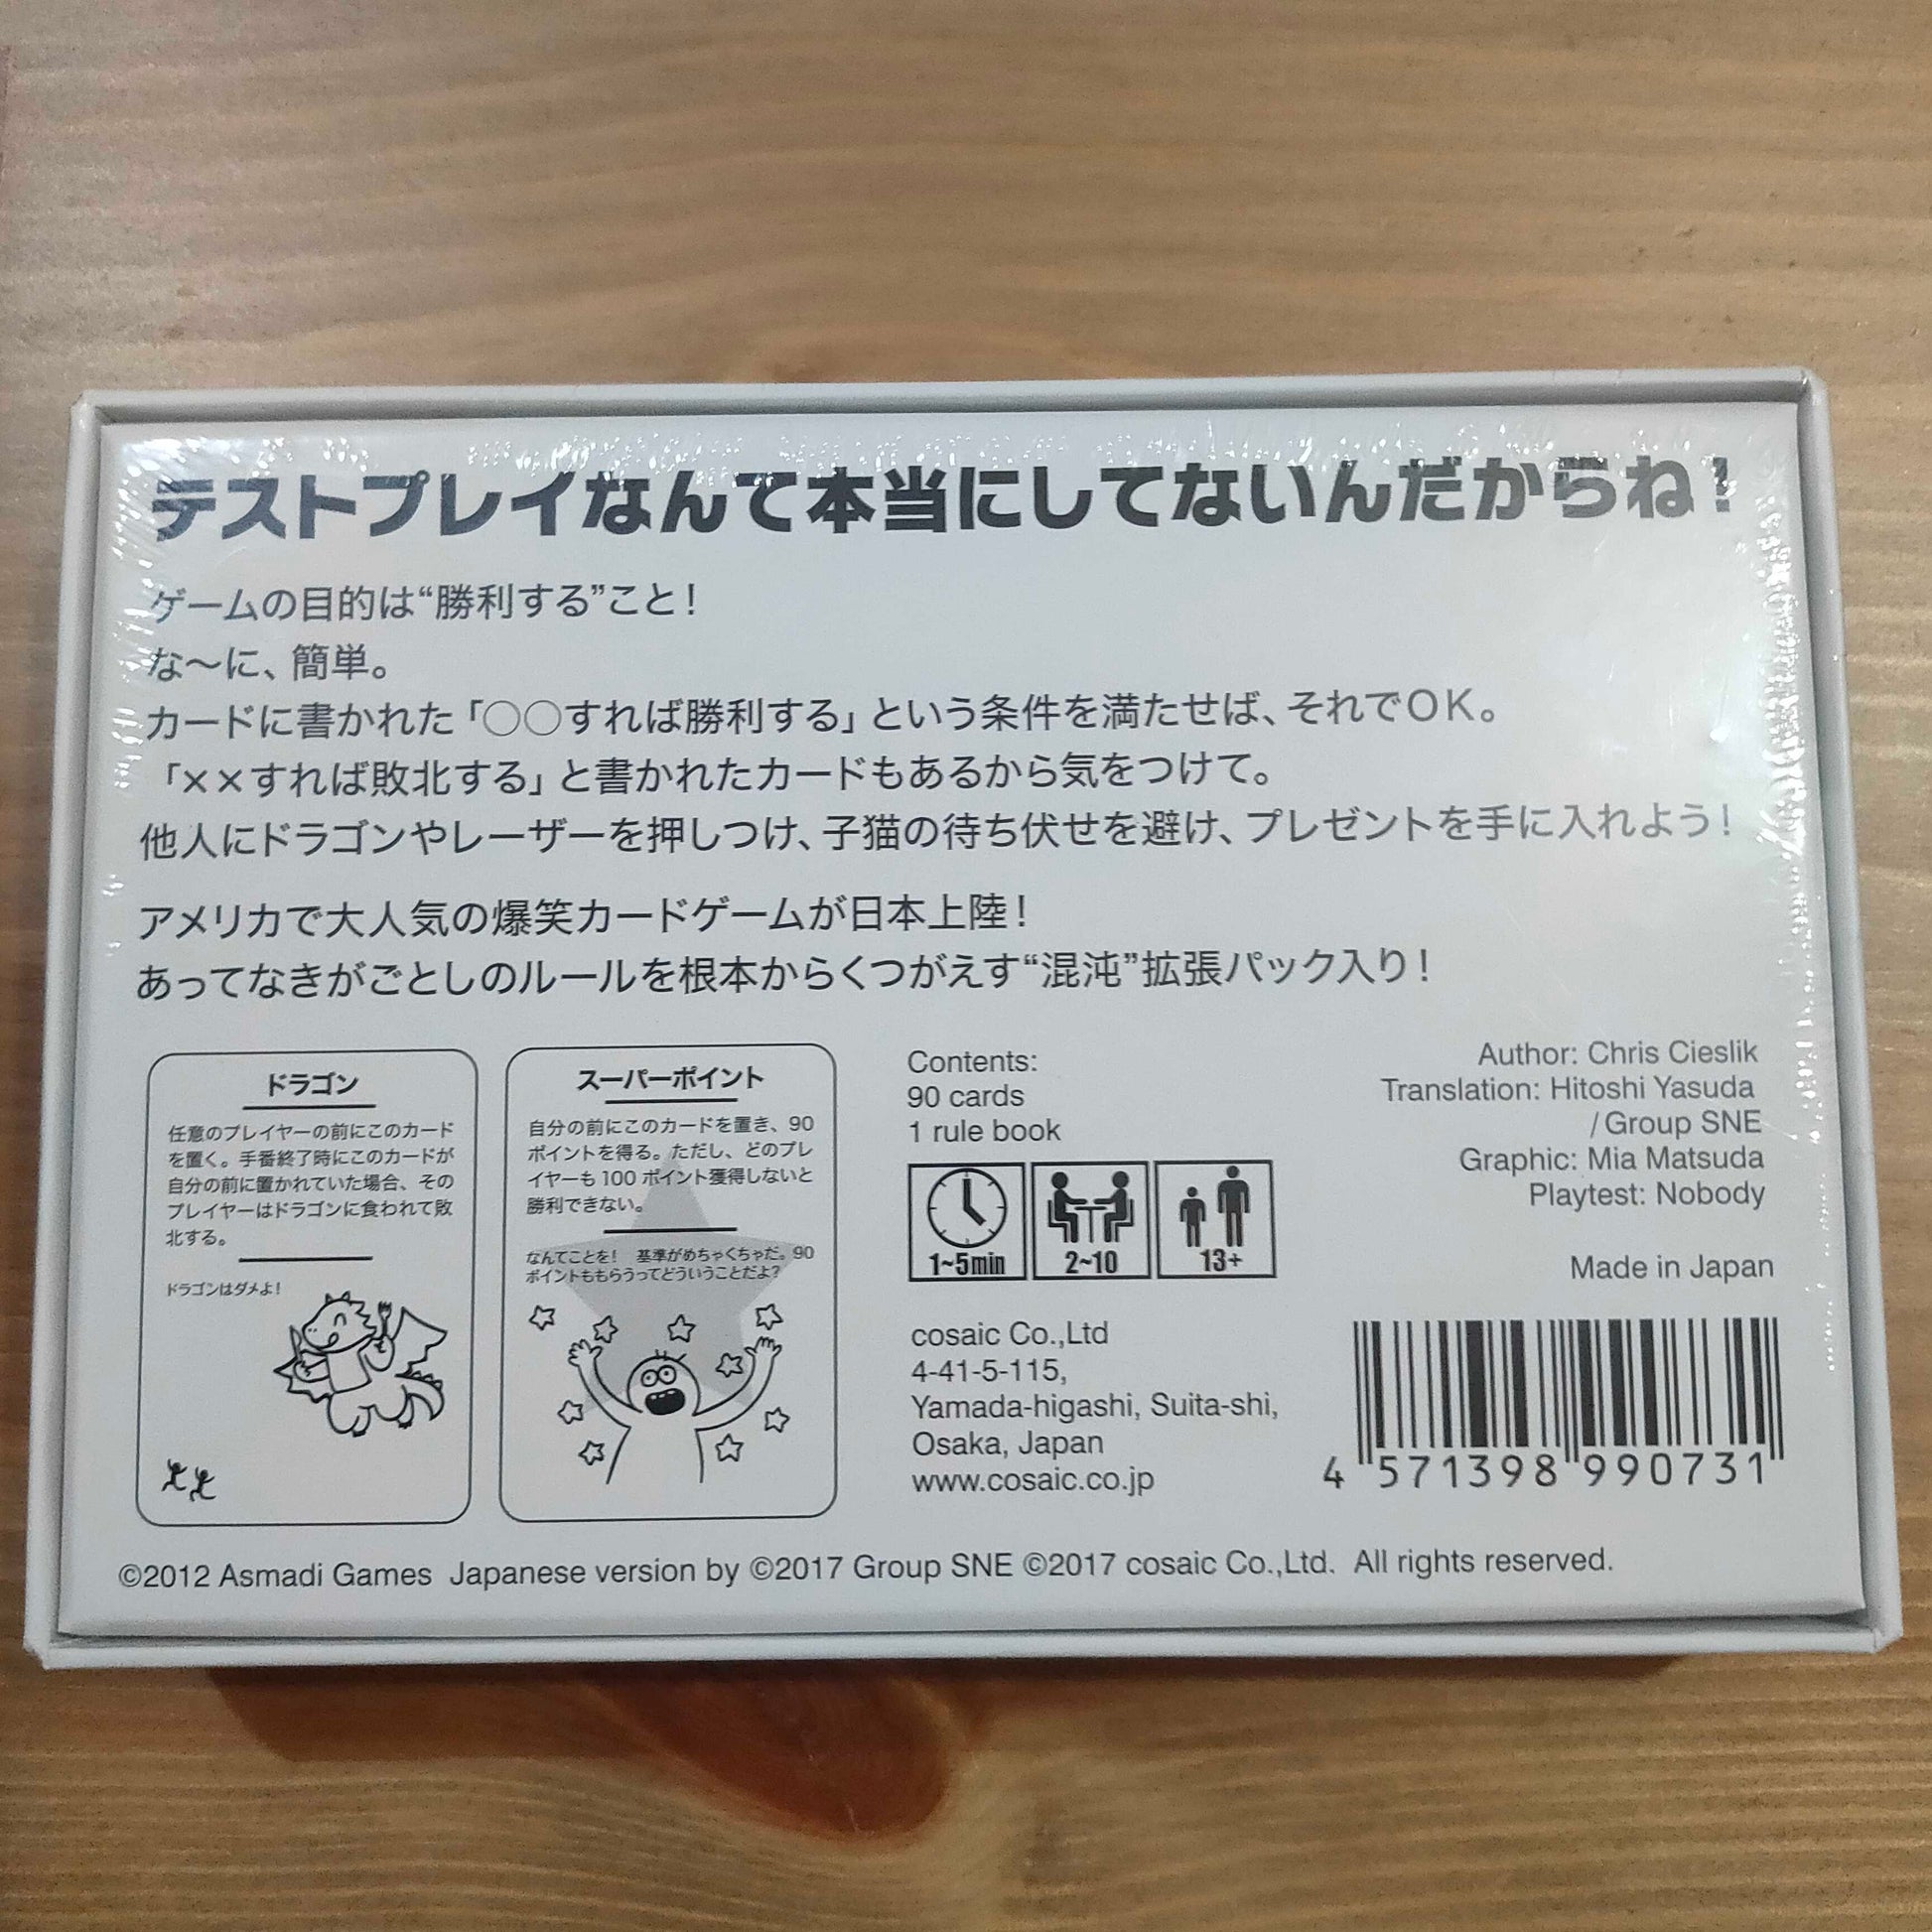 テストプレイなんて本当にしてないんだからね！
ゲームの目的は“勝利する”こと！
な〜に、簡単。
カードに書かれた「○○すれば勝利する」という条件を満たせば、それでOK。
「××すれば敗北する」と書かれたカードもあるから気をつけて。
他人にドラゴンやレーザーを押しつけ、子猫の待ち伏せを避け、プレゼントを手に入れよう！
アメリカで大人気の爆笑カードゲームが日本上陸！
あってなきがごとしのルールを根本からくつがえす“混沌”拡張パック入り！
ドラゴン
任意のプレイヤーの前にこのカード
を置く。手番終了時にこのカードが
自分の前に置かれていた場合、その
プレイヤーはドラゴンに食われて敗
北する。
ドラゴンはダメよ！
スーパーポイント
自分の前にこのカードを置き、90
ポイントを得る。ただし、どのプレ
イヤーも100 ポイント獲得しないと
勝利できない。
なんてことを！ 基準がめちゃくちゃだ。90
ポイントももらうってどういうことだよ？
Contents:
90 cards
1 rule book
1~5min
2~10
13+
cosaic Co.,Ltd
4-41-5-115,
Yamada-higashi, Suita-shi,
Osaka, Japan
www.cosaic.co.jp
Author: Chris Cieslik
Translation: Hitoshi Yasuda
/Group SNE
Graphic: Mia Matsuda
Playtest: Nobody
Made in Japan
4 571398 990731
©2012 Asmadi Games Japanese version by ©2017 Group SNE ©2017 cosaic Co.,Ltd. All rights reserved.